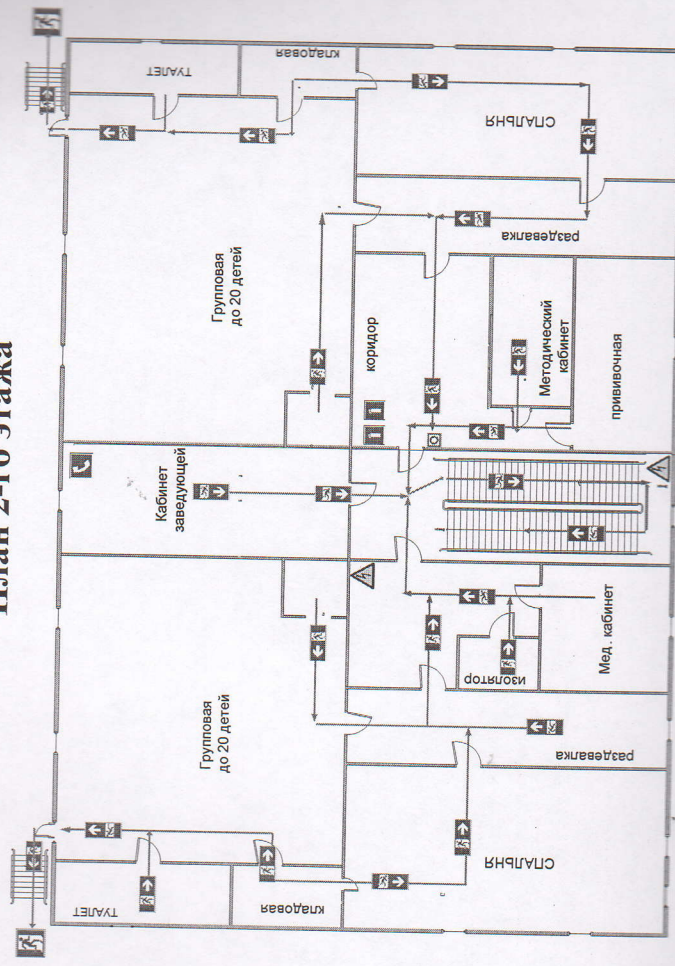 План 2-го этажа
ТУАЛЕТ
кладовая
СПАЛЬНЯ
Групповая
до 20 детей
раздевалка
коридор
Методический
кабинет
прививочная
Кабинет
заведующей
Групповая
до 20 детей
изолятор
Мед. кабинет
раздевалка
ТУАЛЕТ
кладовая
СПАЛЬНЯ